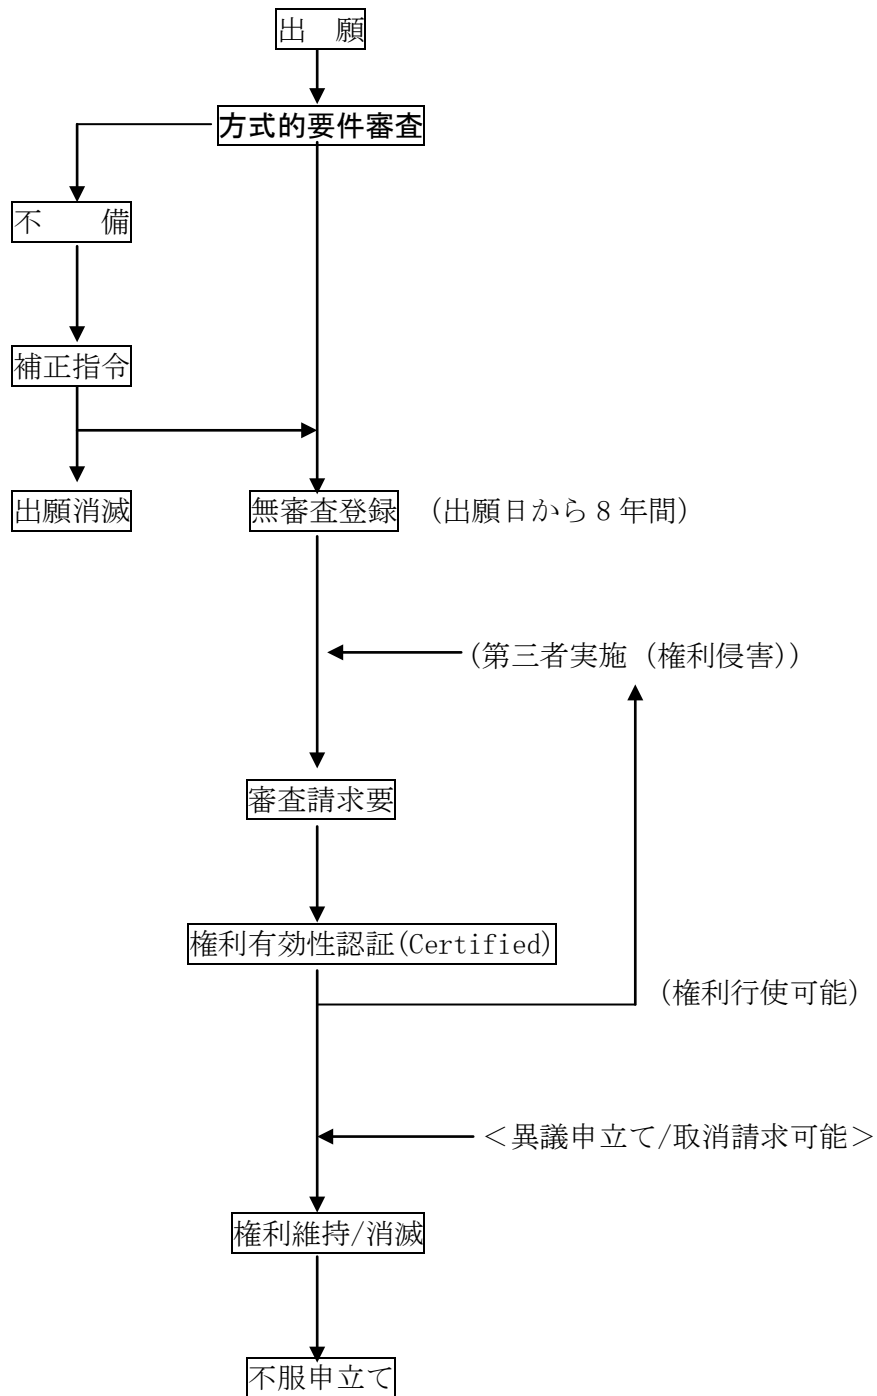 出　願
方式的要件審査
不　　備
補正指令
出願消滅
無審査登録　(出願日から８年間)
(第三者実施（権利侵害）)
審査請求要
権利有効性認証(Certified)
(権利行使可能)
＜異議申立て/取消請求可能＞
権利維持/消滅
不服申立て